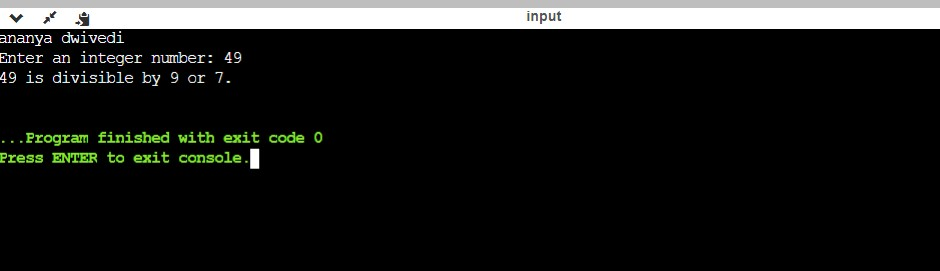 input
ananya dwivedi
Enter an integer number: 49
49 is divisible by 9 or 7.
...Program finished with exit code 0
Press ENTER to exit console.